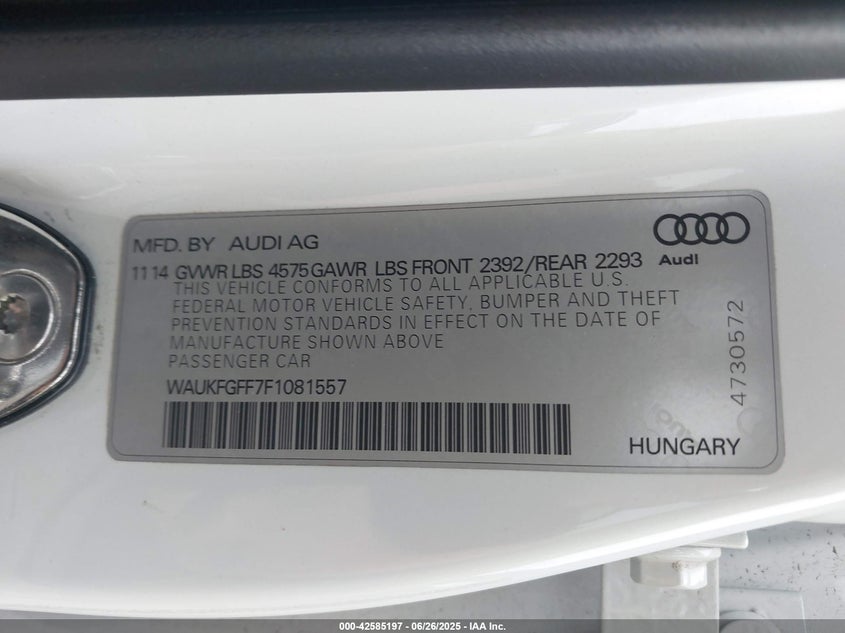 MFD. BY AUDI AG
Audi
11 14 GVWR LBS 4575 GAWR LBS FRONT 2392/REAR 2293
THIS VEHICLE CONFORMS TO ALL APPLICABLE U.S.
FEDERAL MOTOR VEHICLE SAFETY, BUMPER AND THEFT
PREVENTION STANDARDS IN EFFECT ON THE DATE OF
MANUFACTURE SHOWN ABOVE
PASSENGER CAR
WAUKFGFF7F1081557
4730572
HUNGARY
000-42585197 - 06/26/2025 - IAA Inc.